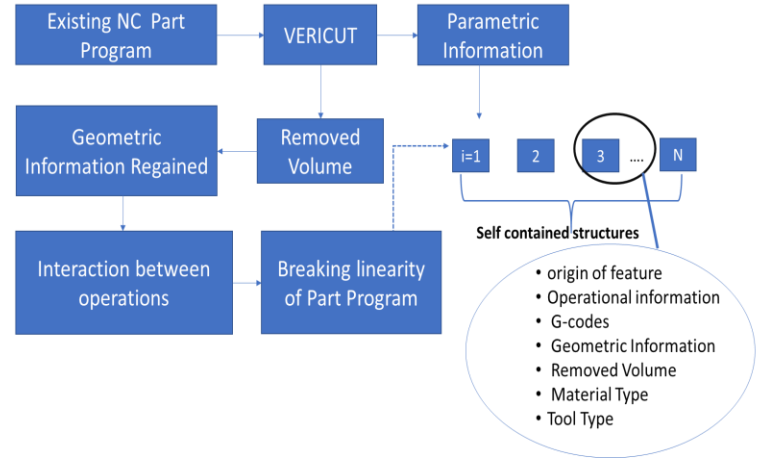 Existing NC Part
Program
VERICUT
Parametric
Information
Geometric
Information Regained
Removed
Volume
i=1
2
3
....
N
Self contained structures
Interaction between
operations
Breaking linearity
of Part Program
• origin of feature
• Operational information
• G-codes
• Geometric Information
• Removed Volume
• Material Type
• Tool Type